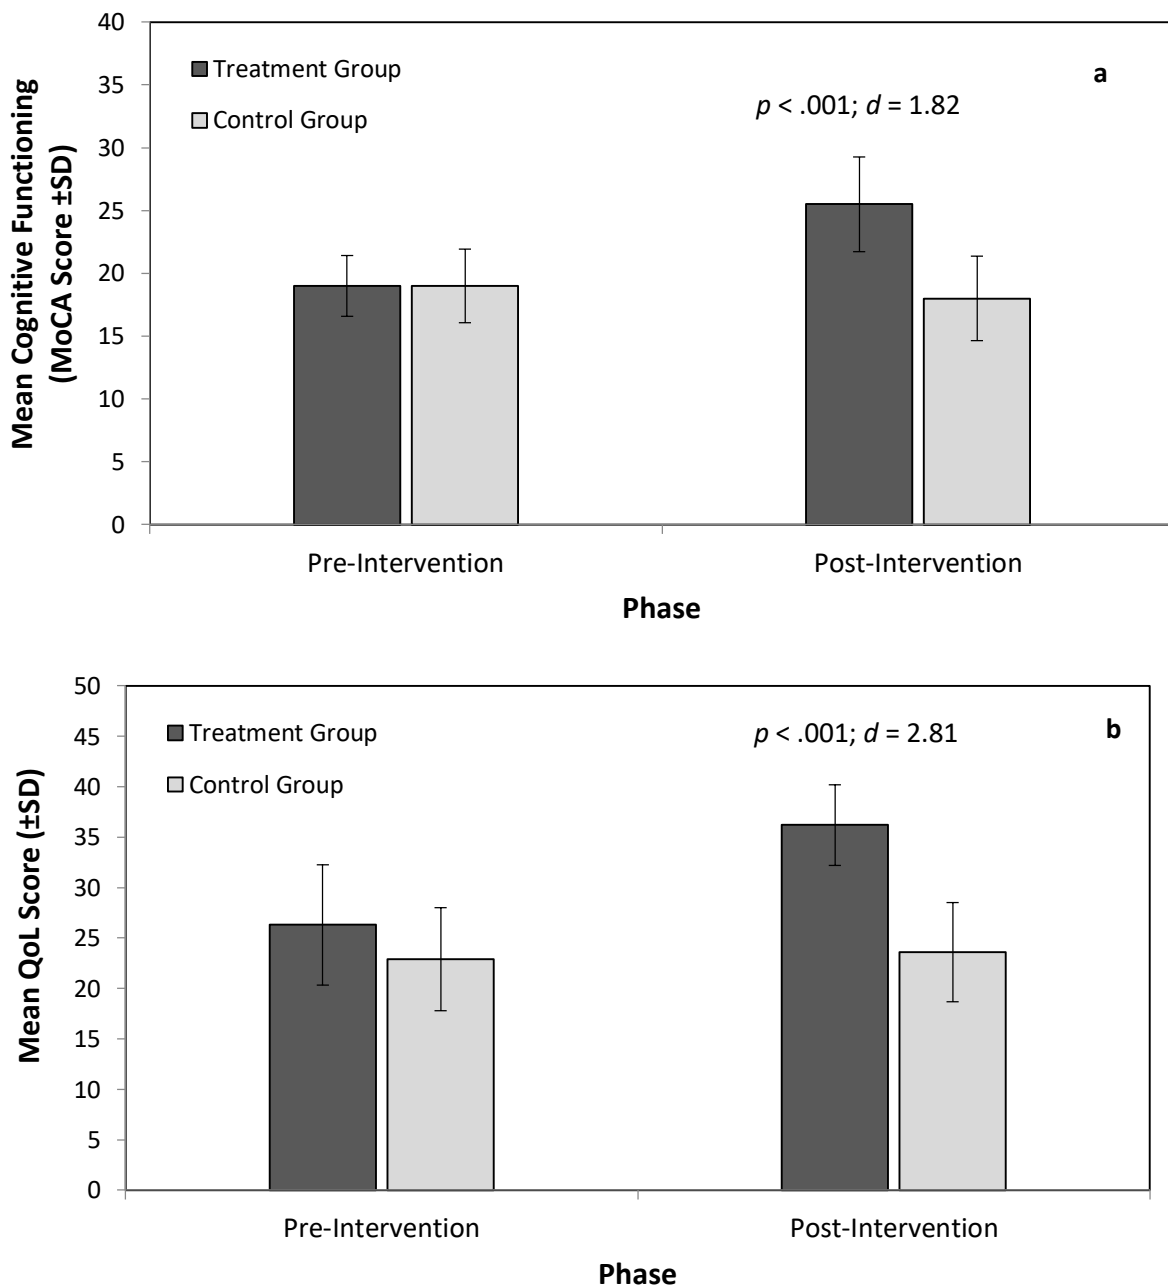 40
35
30
25
20
15
10
5
0
Mean Cognitive Functioning
(MoCA Score ±SD)
Treatment Group
Control Group
a
p < .001; d = 1.82
Pre-Intervention
Post-Intervention
Phase
50
45
40
35
30
25
20
15
10
5
0
Mean QoL Score (±SD)
Treatment Group
Control Group
p < .001; d = 2.81
b
Pre-Intervention
Post-Intervention
Phase